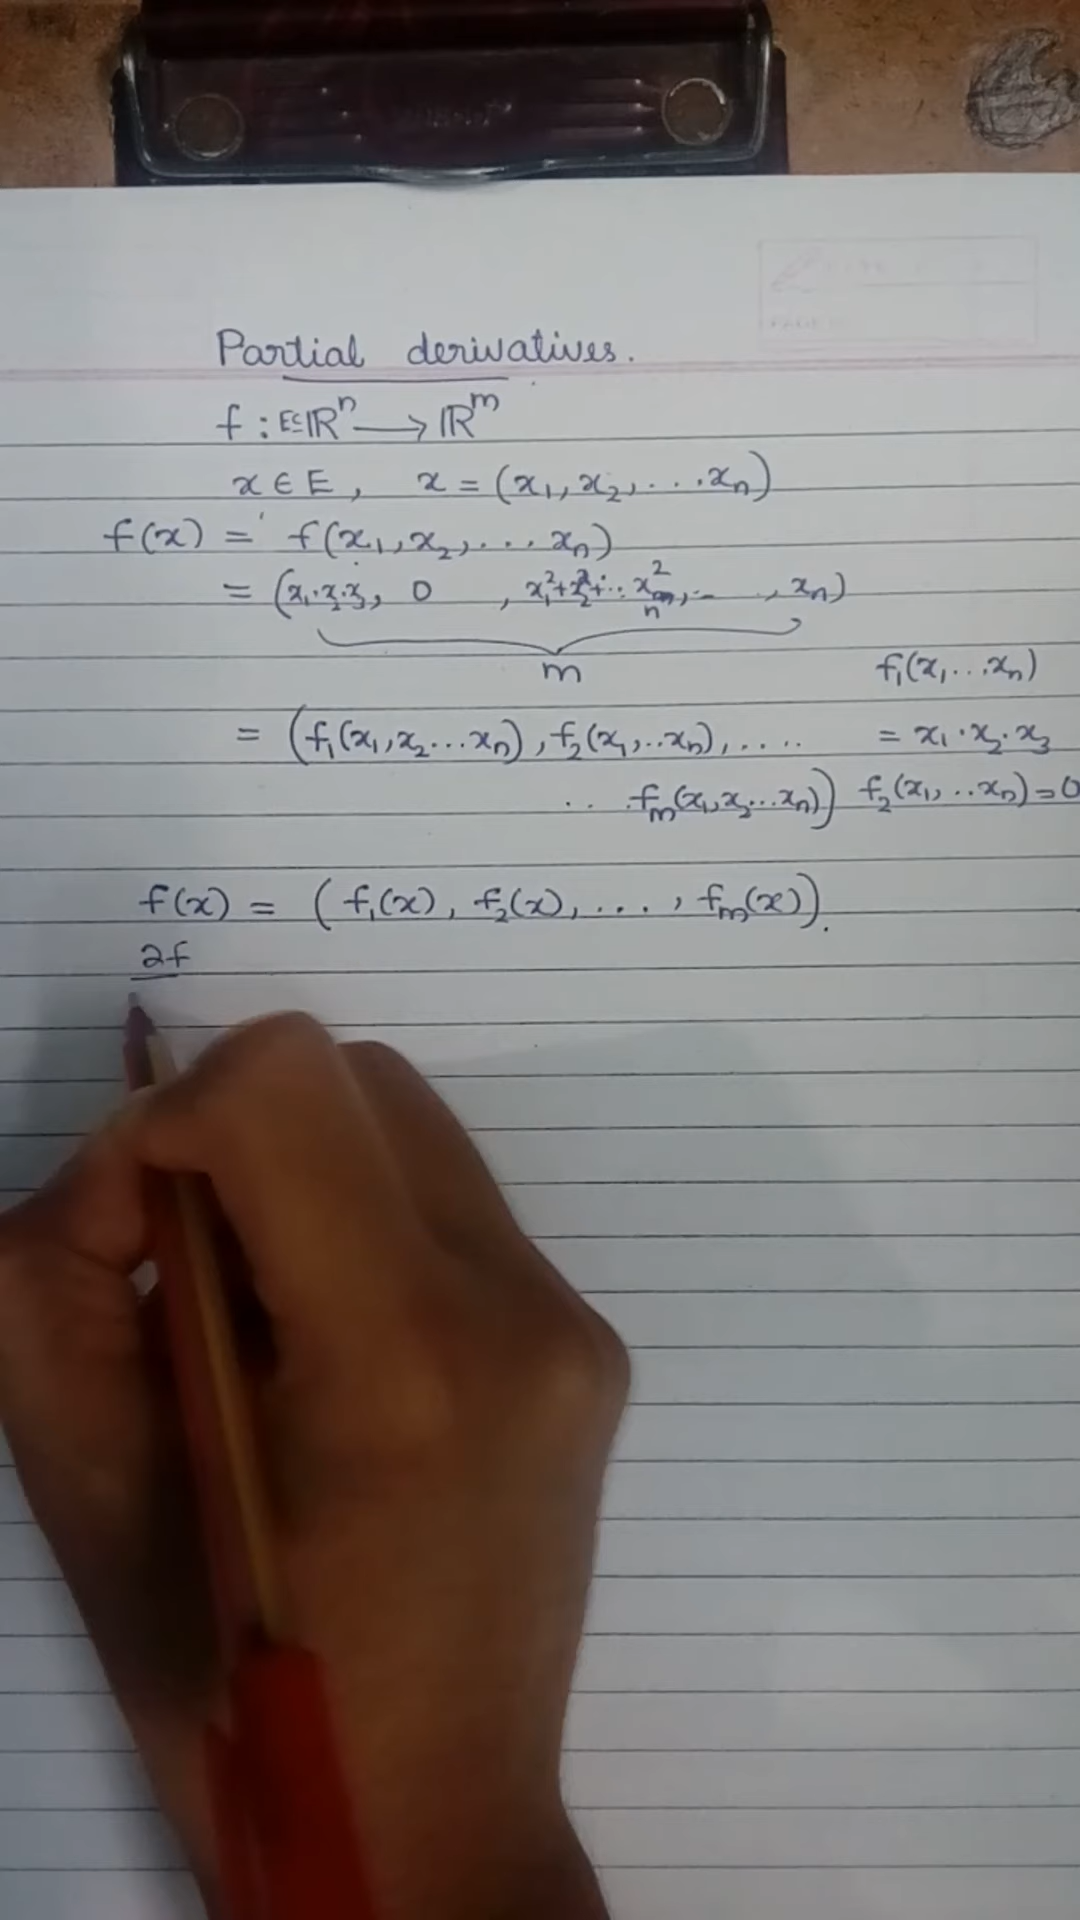 Partial derivatives.
f : E⊆ℝⁿ ⟶ ℝᵐ
x ∈ E, x = (x₁, x₂, ... xₙ)
f(x) = f(x₁, x₂, ... xₙ)
= (x₁·x₂·x₃, 0 , x₁²+x₂²+.. xₙ², .. , xₙ)
m
f₁(x₁...xₙ)
= (f₁(x₁,x₂...xₙ), f₂(x₁,..xₙ), ....
= x₁·x₂·x₃
.. .fₘ(x₁,x₂...xₙ))
f₂(x₁,..xₙ)=0
f(x) = (f₁(x), f₂(x), ..., fₘ(x)).
∂f